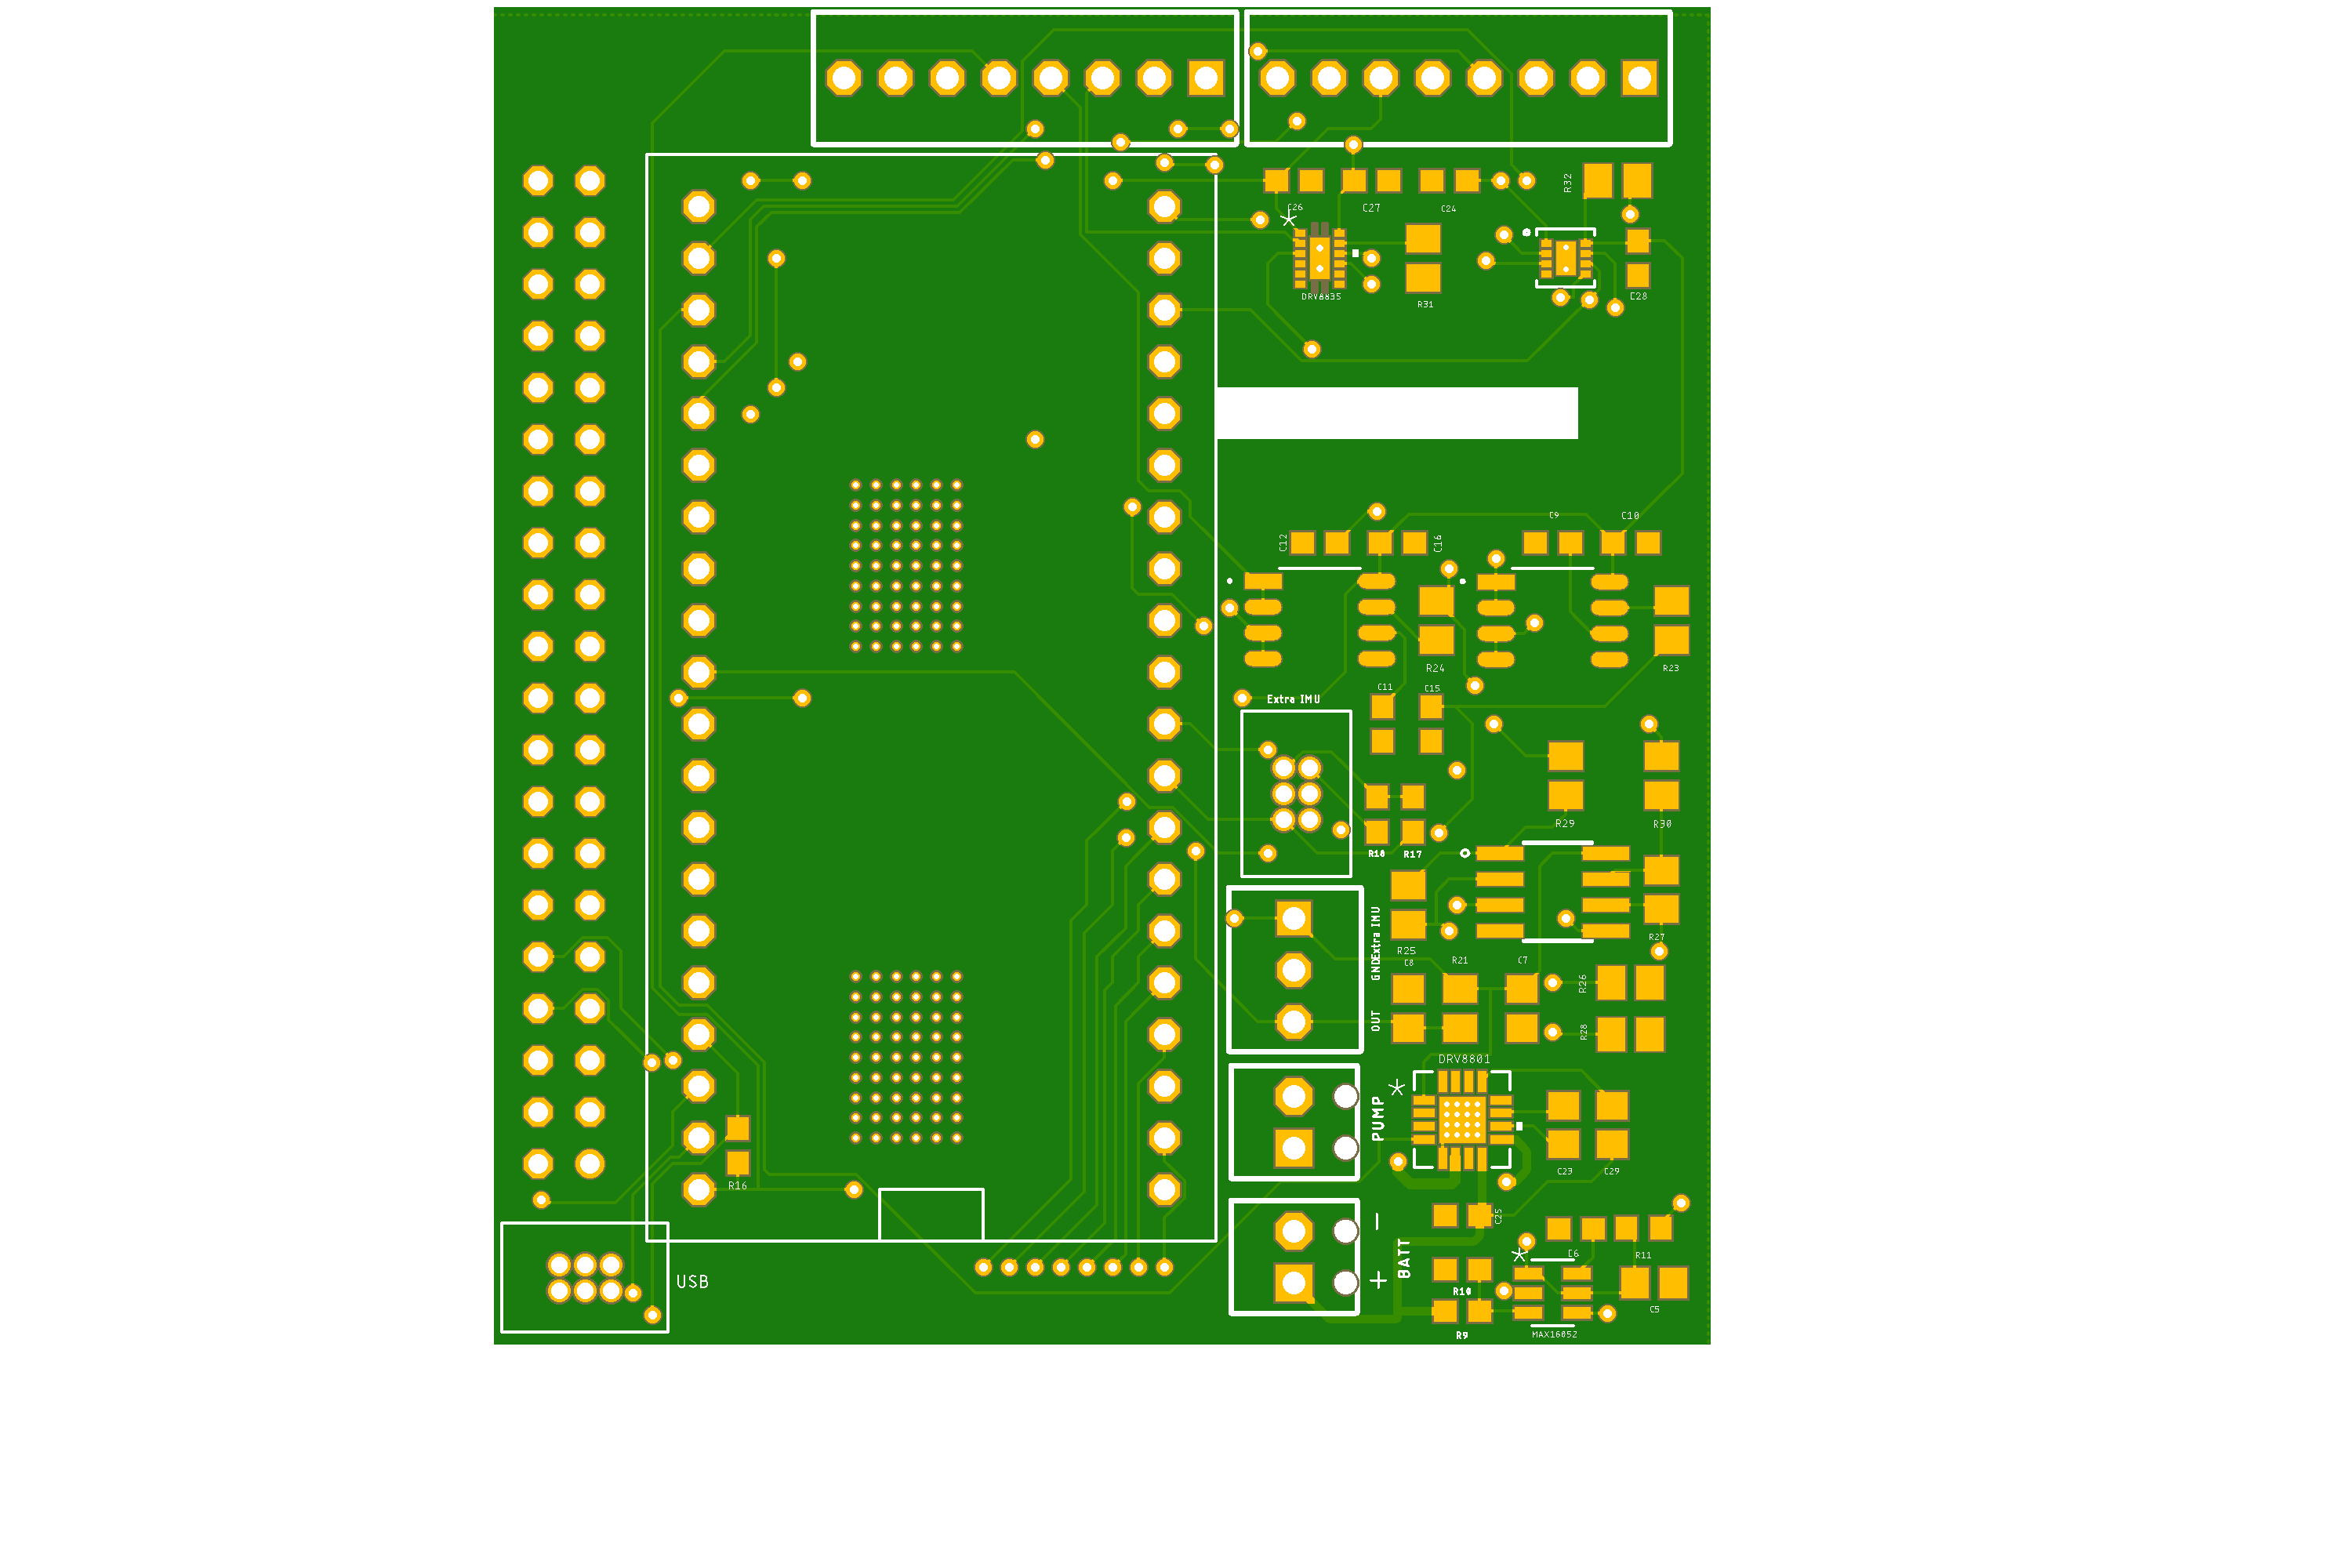 R32
C26
C27
C24
DRV8835
R31
C28
C9
C10
C12
C16
R24
R23
C11
C15
Extra IMU
R29
R30
R18
R17
Extra IMU
GND
OUT
R25
R27
C8
R21
C7
R26
R28
DRV8801
PUMP
C23
C29
R16
C25
BATT
- +
C6
R11
USB
R10
C5
R9
MAX16052